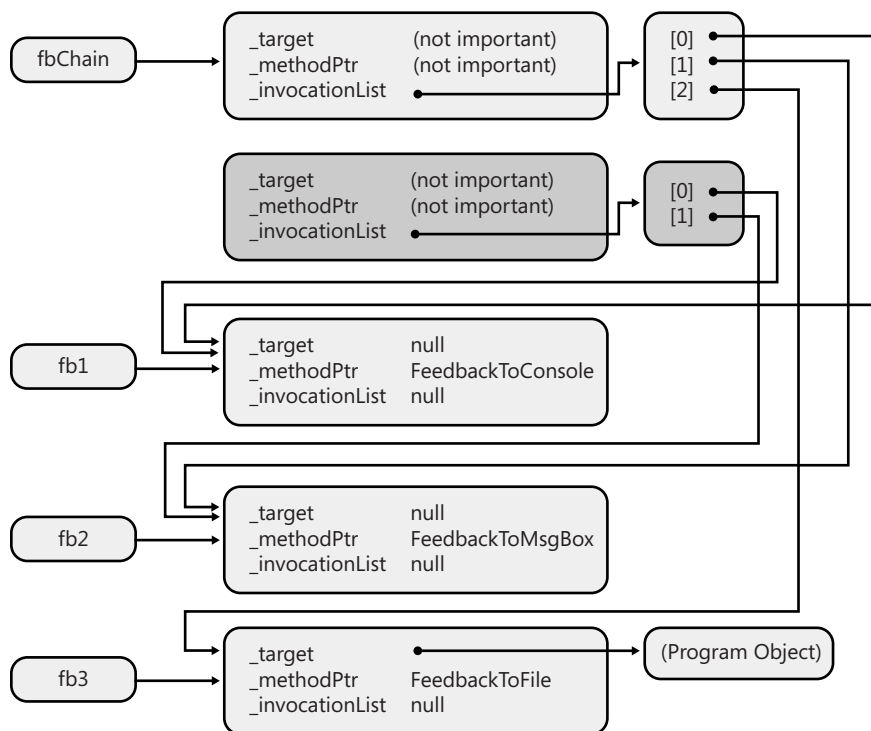 fbChain
_target (not important)
_methodPtr (not important)
_invocationList
[0]
[1]
[2]
_target (not important)
_methodPtr (not important)
_invocationList
[0]
[1]
fb1
_target null
_methodPtr FeedbackToConsole
_invocationList null
fb2
_target null
_methodPtr FeedbackToMsgBox
_invocationList null
fb3
_target
_methodPtr FeedbackToFile
_invocationList null
(Program Object)